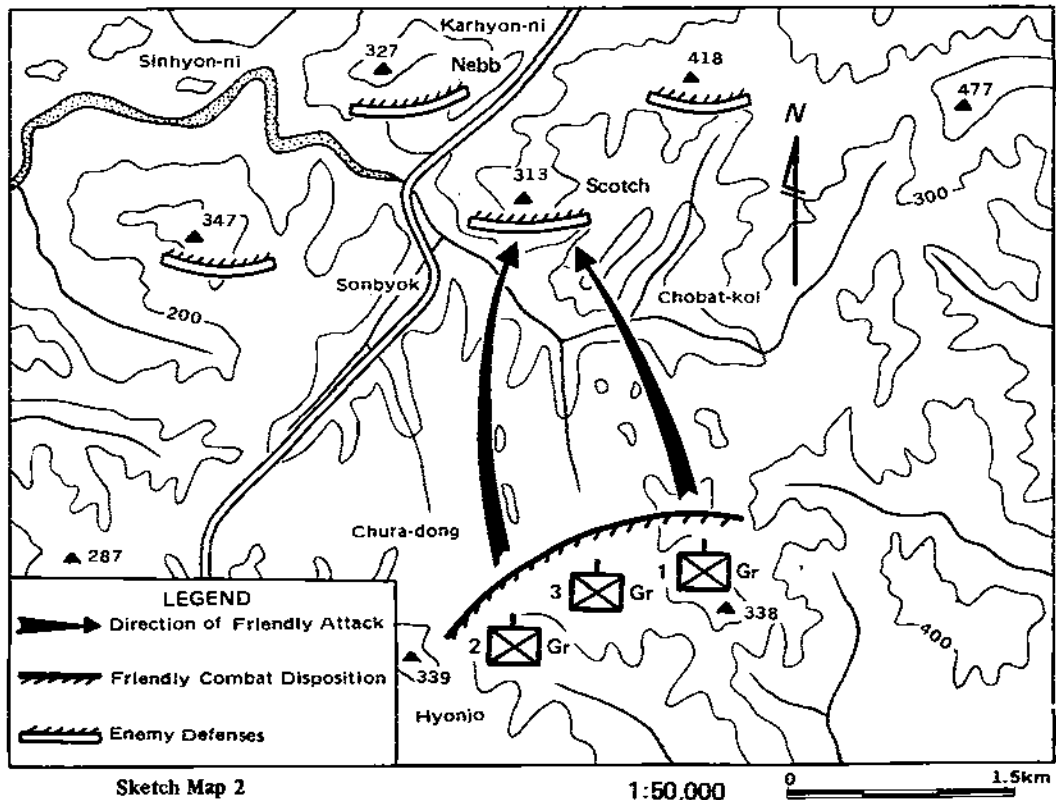 Karhyon-ni
327
Nebb
Sinhyon-ni
418
477
N
313
Scotch
300
347
Sonbyok
Chobat-kol
200
Chura-dong
287
1 Gr
3 Gr
338
2 Gr
339
400
Hyonjo
LEGEND
Direction of Friendly Attack
Friendly Combat Disposition
Enemy Defenses
Sketch Map 2
1:50.000
0
1.5km